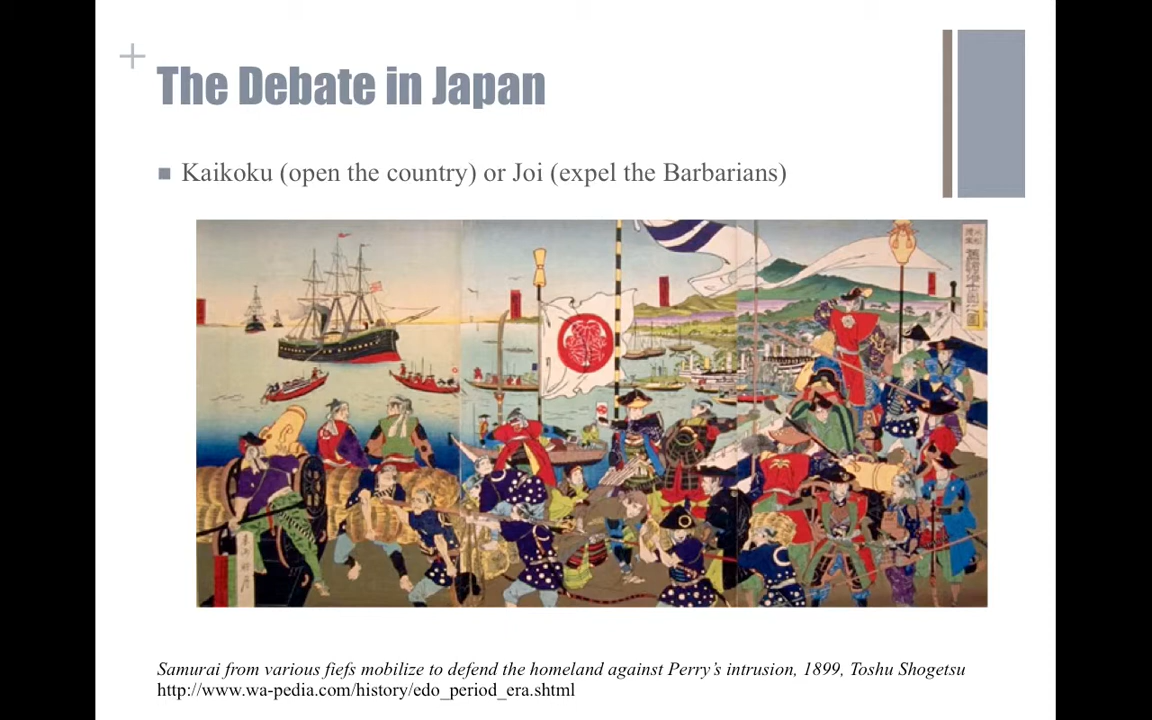 The Debate in Japan
Kaikoku (open the country) or Joi (expel the Barbarians)
Samurai from various fiefs mobilize to defend the homeland against Perry’s intrusion, 1899, Toshu Shogetsu
http://www.wa-pedia.com/history/edo_period_era.shtml